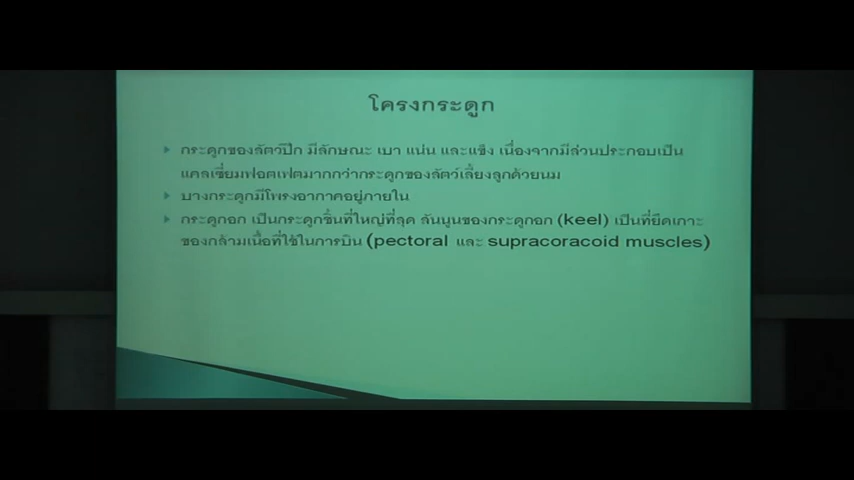 โครงกระดูก
กระดูกของสัตว์ปีก มีลักษณะ เบา แน่น และแข็ง เนื่องจากมีส่วนประกอบเป็น
แคลเซี่ยมฟอตเฟตมากกว่ากระดูกของสัตว์เลี้ยงลูกด้วยนม
บางกระดูกมีโพรงอากาศอยู่ภายใน
กระดูกอก เป็นกระดูกชิ้นที่ใหญ่ที่สุด สันนูนของกระดูกอก (keel) เป็นที่ยึดเกาะ
ของกล้ามเนื้อที่ใช้ในการบิน (pectoral และ supracoracoid muscles)